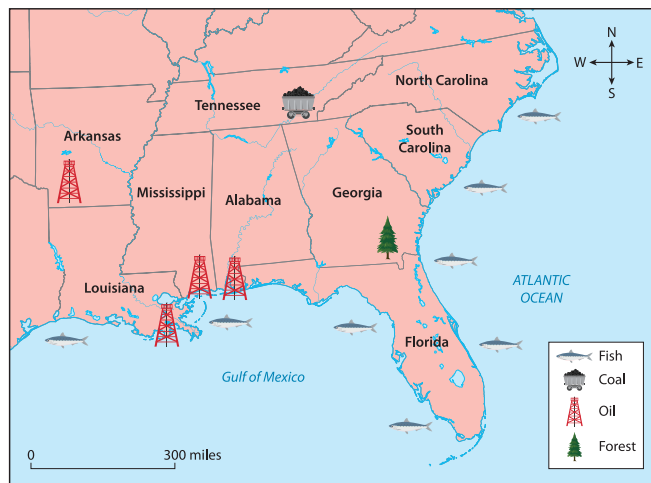 N
W E
S
North Carolina
Tennessee
Arkansas
South
Carolina
Mississippi
Alabama
Georgia
Louisiana
ATLANTIC
OCEAN
Florida
Gulf of Mexico
Fish
Coal
Oil
Forest
0 300 miles